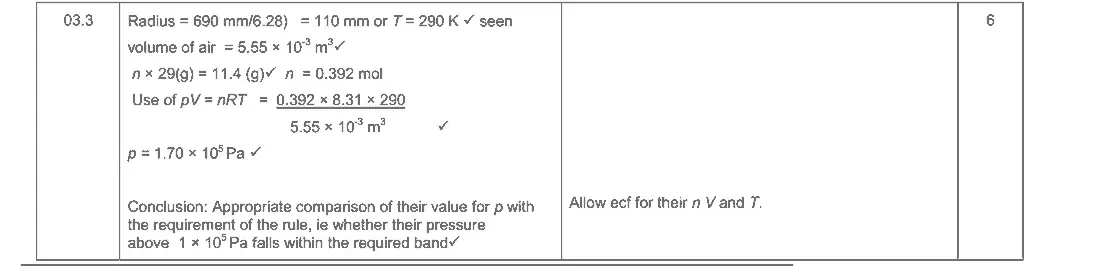 03.3
Radius = 690 mm/6.28) = 110 mm or T = 290 K ✓ seen
volume of air = 5.55 × 10⁻³ m³✓
n × 29(g) = 11.4 (g)✓ n = 0.392 mol
Use of pV = nRT = 0.392 × 8.31 × 290
5.55 × 10⁻³ m³ ✓
p = 1.70 × 10⁵ Pa ✓
Conclusion: Appropriate comparison of their value for p with
the requirement of the rule, ie whether their pressure
above 1 × 10⁵ Pa falls within the required band✓
Allow ecf for their n V and T.
6